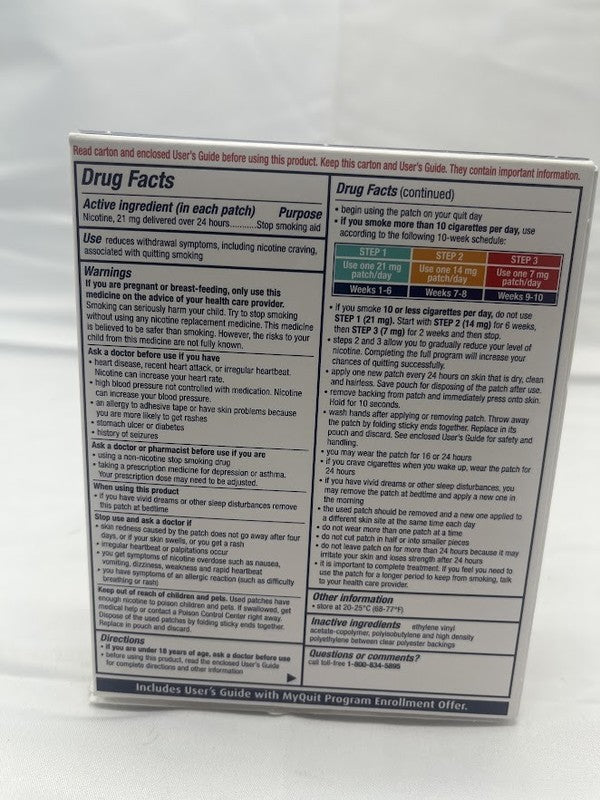 Read carton and enclosed User's Guide before using this product. Keep this carton and User's Guide. They contain important information.
Drug Facts
Active ingredient (in each patch) Purpose
Nicotine, 21 mg delivered over 24 hours............Stop smoking aid
Use reduces withdrawal symptoms, including nicotine craving,
associated with quitting smoking
Warnings
If you are pregnant or breast-feeding, only use this
medicine on the advice of your health care provider.
Smoking can seriously harm your child. Try to stop smoking
without using any nicotine replacement medicine. This medicine
is believed to be safer than smoking. However, the risks to your
child from this medicine are not fully known.
Ask a doctor before use if you have
• heart disease, recent heart attack, or irregular heartbeat.
Nicotine can increase your heart rate.
• high blood pressure not controlled with medication. Nicotine
can increase your blood pressure.
• an allergy to adhesive tape or have skin problems because
you are more likely to get rashes
• stomach ulcer or diabetes
• history of seizures
Ask a doctor or pharmacist before use if you are
• using a non-nicotine stop smoking drug
• taking a prescription medicine for depression or asthma.
Your prescription dose may need to be adjusted.
When using this product
• if you have vivid dreams or other sleep disturbances remove
this patch at bedtime
Stop use and ask a doctor if
• skin redness caused by the patch does not go away after four
days, or if your skin swells, or you get a rash
• irregular heartbeat or palpitations occur
• you get symptoms of nicotine overdose such as nausea,
vomiting, dizziness, weakness and rapid heartbeat
• you have symptoms of an allergic reaction (such as difficulty
breathing or rash)
Keep out of reach of children and pets. Used patches have
enough nicotine to poison children and pets. If swallowed, get
medical help or contact a Poison Control Center right away.
Dispose of the used patches by folding sticky ends together.
Replace in pouch and discard.
Directions
• if you are under 18 years of age, ask a doctor before use
• before using this product, read the enclosed User's Guide
for complete directions and other information
Drug Facts (continued)
• begin using the patch on your quit day
• if you smoke more than 10 cigarettes per day, use
according to the following 10-week schedule:
STEP 1 STEP 2 STEP 3
Use one 21 mg patch/day Use one 14 mg patch/day Use one 7 mg patch/day
Weeks 1-6 Weeks 7-8 Weeks 9-10
• if you smoke 10 or less cigarettes per day, do not use
STEP 1 (21 mg). Start with STEP 2 (14 mg) for 6 weeks,
then STEP 3 (7 mg) for 2 weeks and then stop.
• steps 2 and 3 allow you to gradually reduce your level of
nicotine. Completing the full program will increase your
chances of quitting successfully.
• apply one new patch every 24 hours on skin that is dry, clean
and hairless. Save pouch for disposing of the patch after use.
• remove backing from patch and immediately press onto skin.
Hold for 10 seconds.
• wash hands after applying or removing patch. Throw away
the patch by folding sticky ends together. Replace in its
pouch and discard. See enclosed User's Guide for safety and
handling.
• you may wear the patch for 16 or 24 hours
• if you crave cigarettes when you wake up, wear the patch for
24 hours
• if you have vivid dreams or other sleep disturbances, you
may remove the patch at bedtime and apply a new one in
the morning
• the used patch should be removed and a new one applied to
a different skin site at the same time each day
• do not wear more than one patch at a time
• do not cut patch in half or into smaller pieces
• do not leave patch on for more than 24 hours because it may
irritate your skin and loses strength after 24 hours
• it is important to complete treatment. If you feel you need to
use the patch for a longer period to keep from smoking, talk
to your health care provider.
Other information
• store at 20-25°C (68-77°F)
Inactive ingredients ethylene vinyl
acetate-copolymer, polyisobutylene and high density
polyethylene between clear polyester backings
Questions or comments?
call toll-free 1-800-834-5895
Includes User's Guide with MyQuit Program Enrollment Offer.